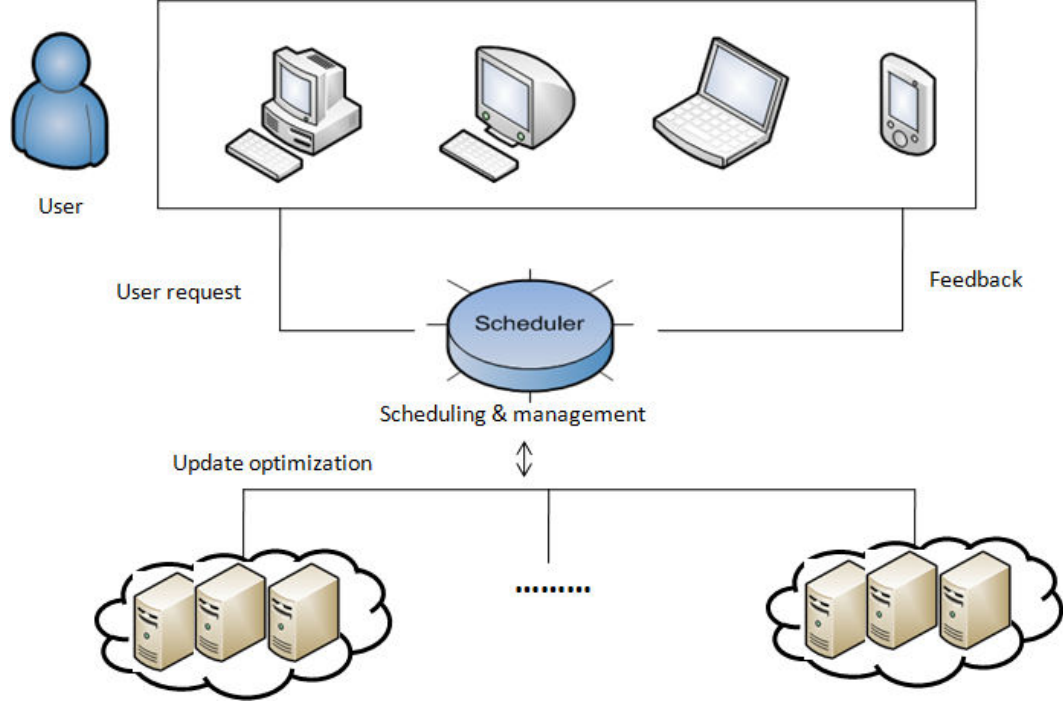 User
User request
Feedback
Scheduler
Scheduling & management
Update optimization
.........